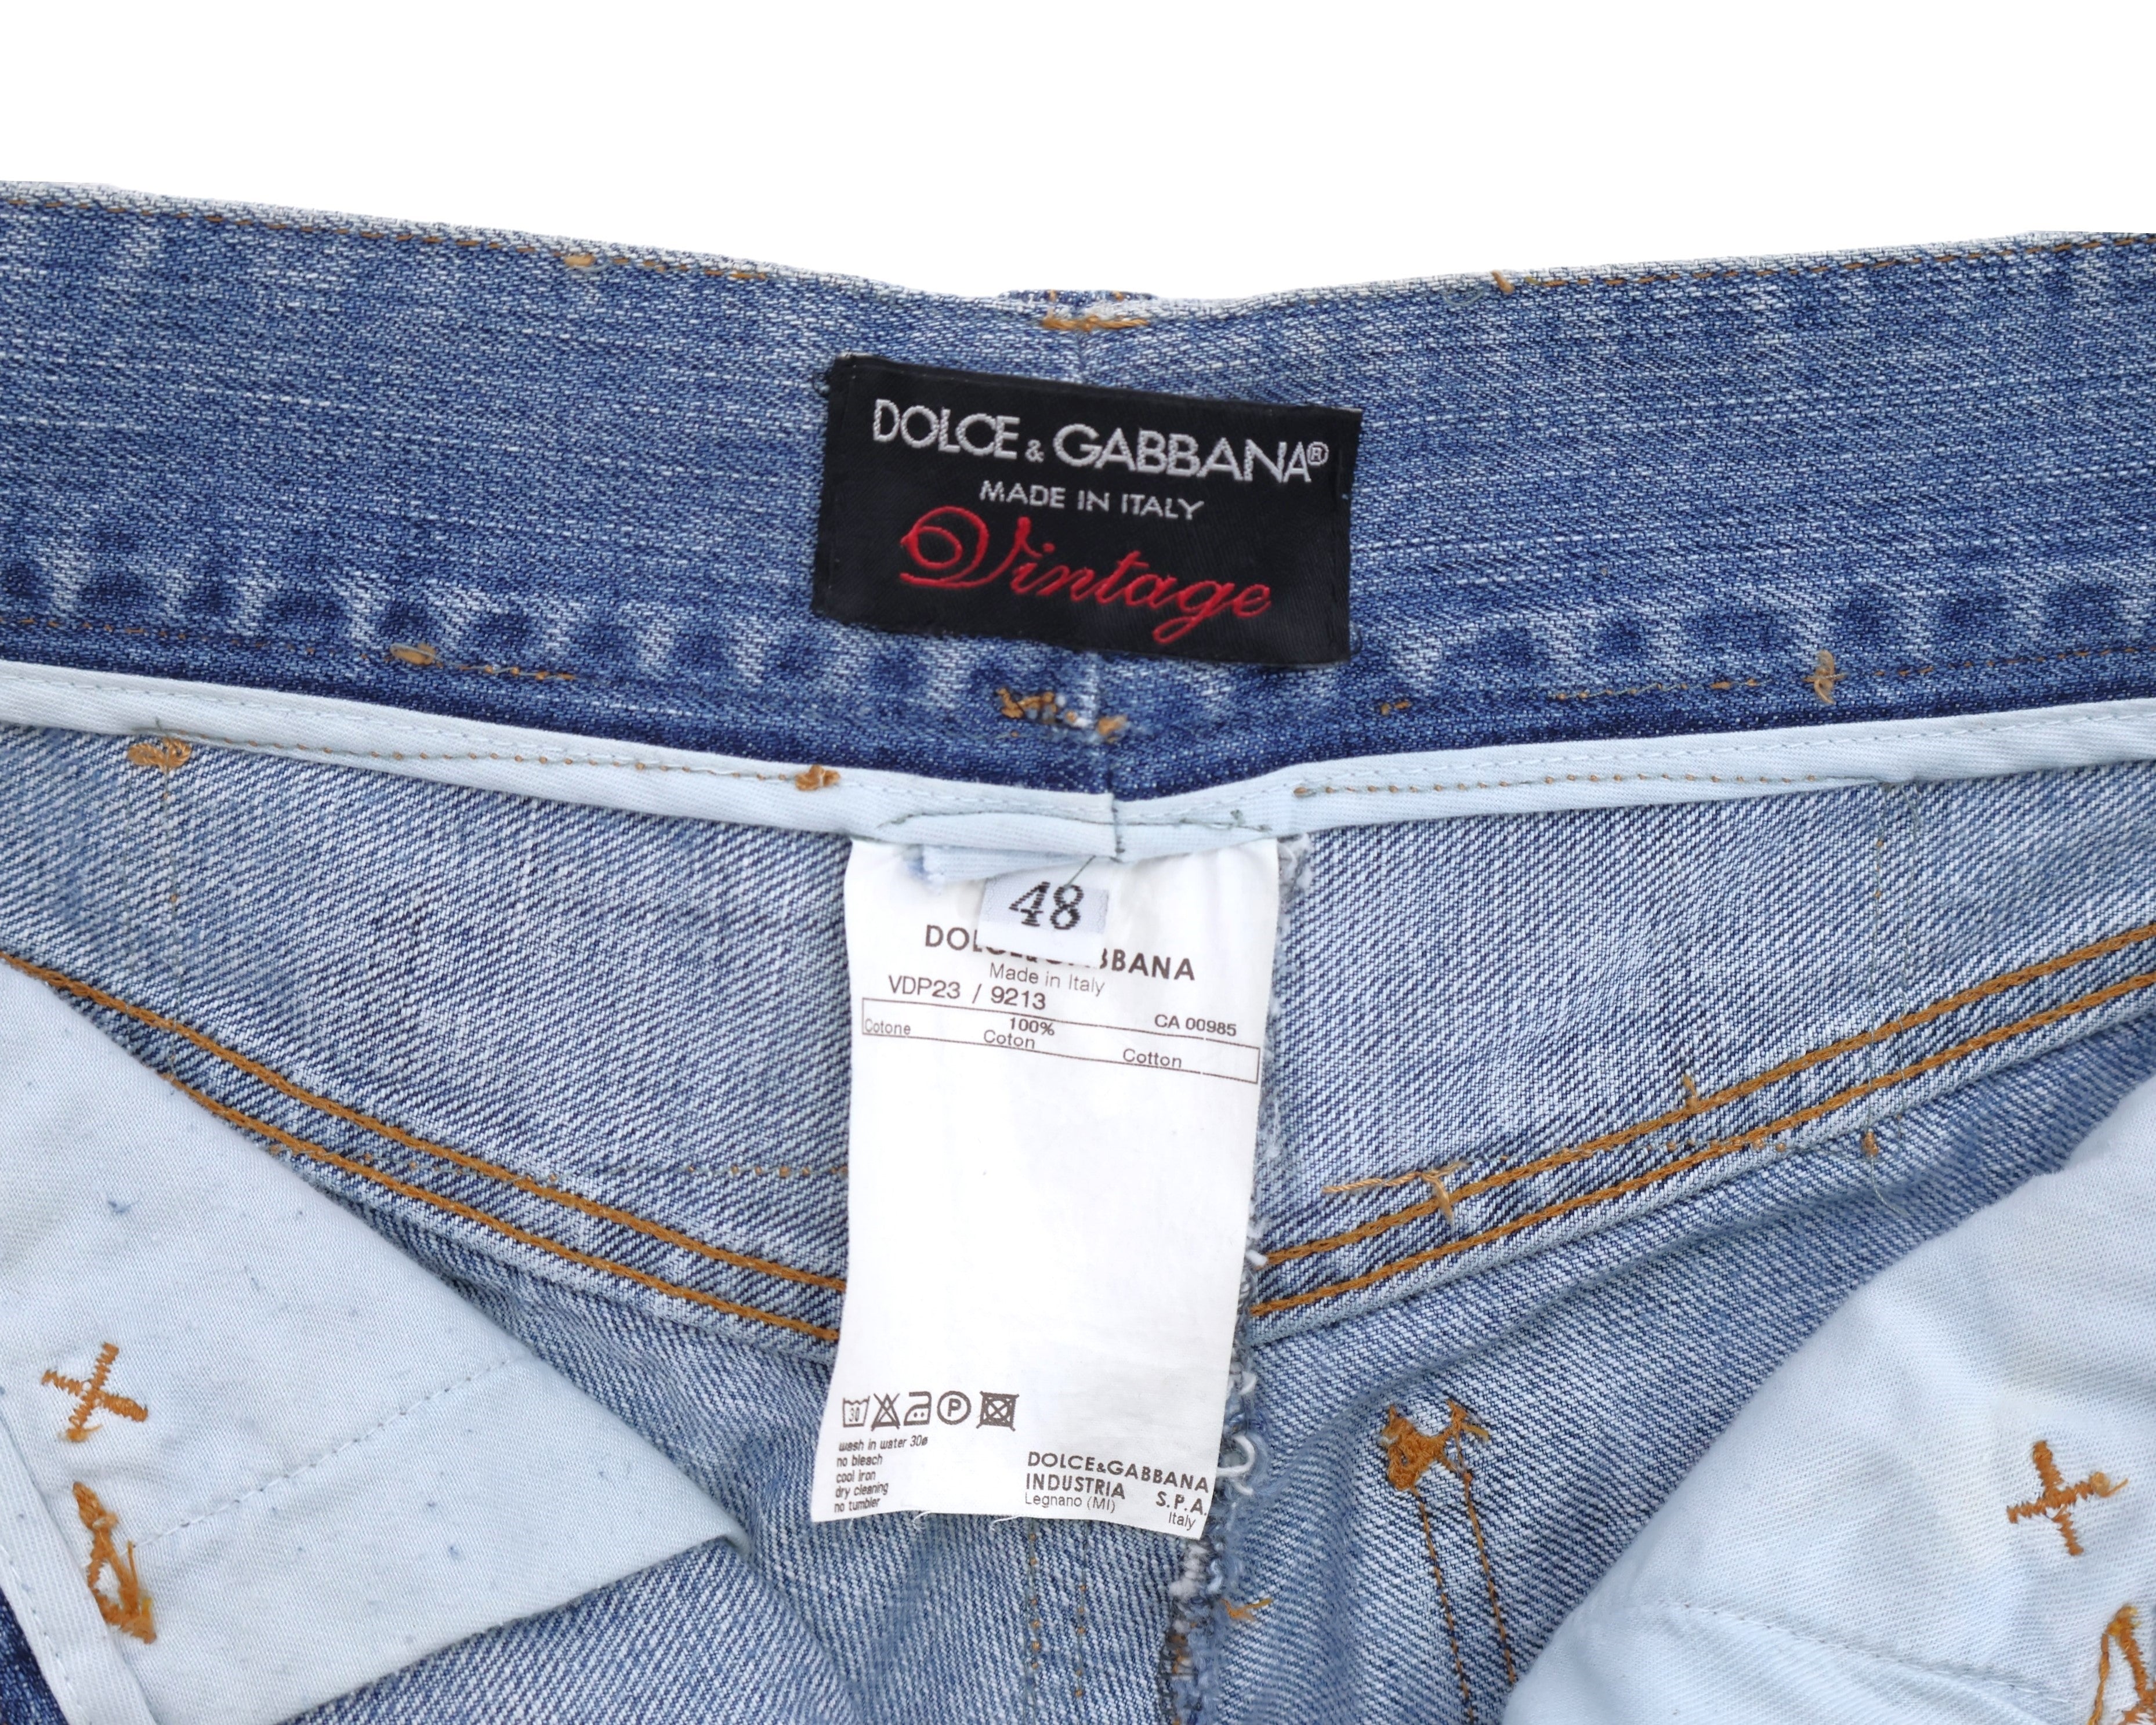 DOLCE & GABBANA®
MADE IN ITALY
Vintage
48
DOLCE&GABBANA
Made in Italy
VDP23 / 9213
CA 00985
Cotone 100% Coton Cotton
30 P
wash in water 30ø
no bleach
cool iron
dry cleaning
no tumbler
DOLCE&GABBANA
INDUSTRIA S.P.A.
Legnano (MI)
Italy